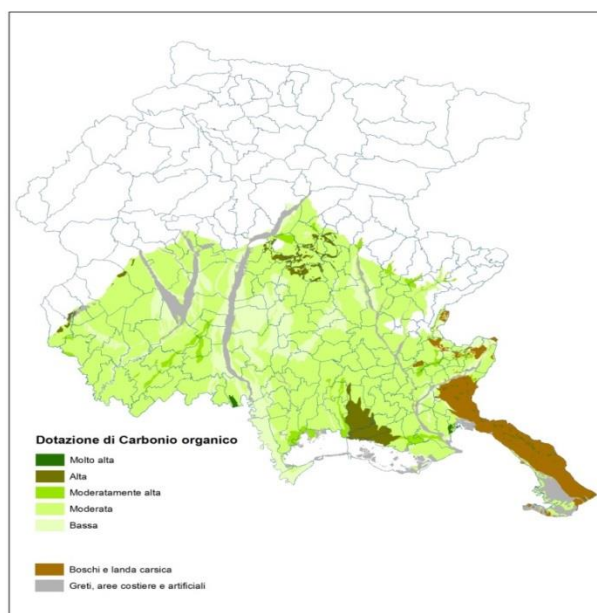 Dotazione di Carbonio organico
Molto alta
Alta
Moderatamente alta
Moderata
Bassa
Boschi e landa carsica
Greti, aree costiere e artificiali